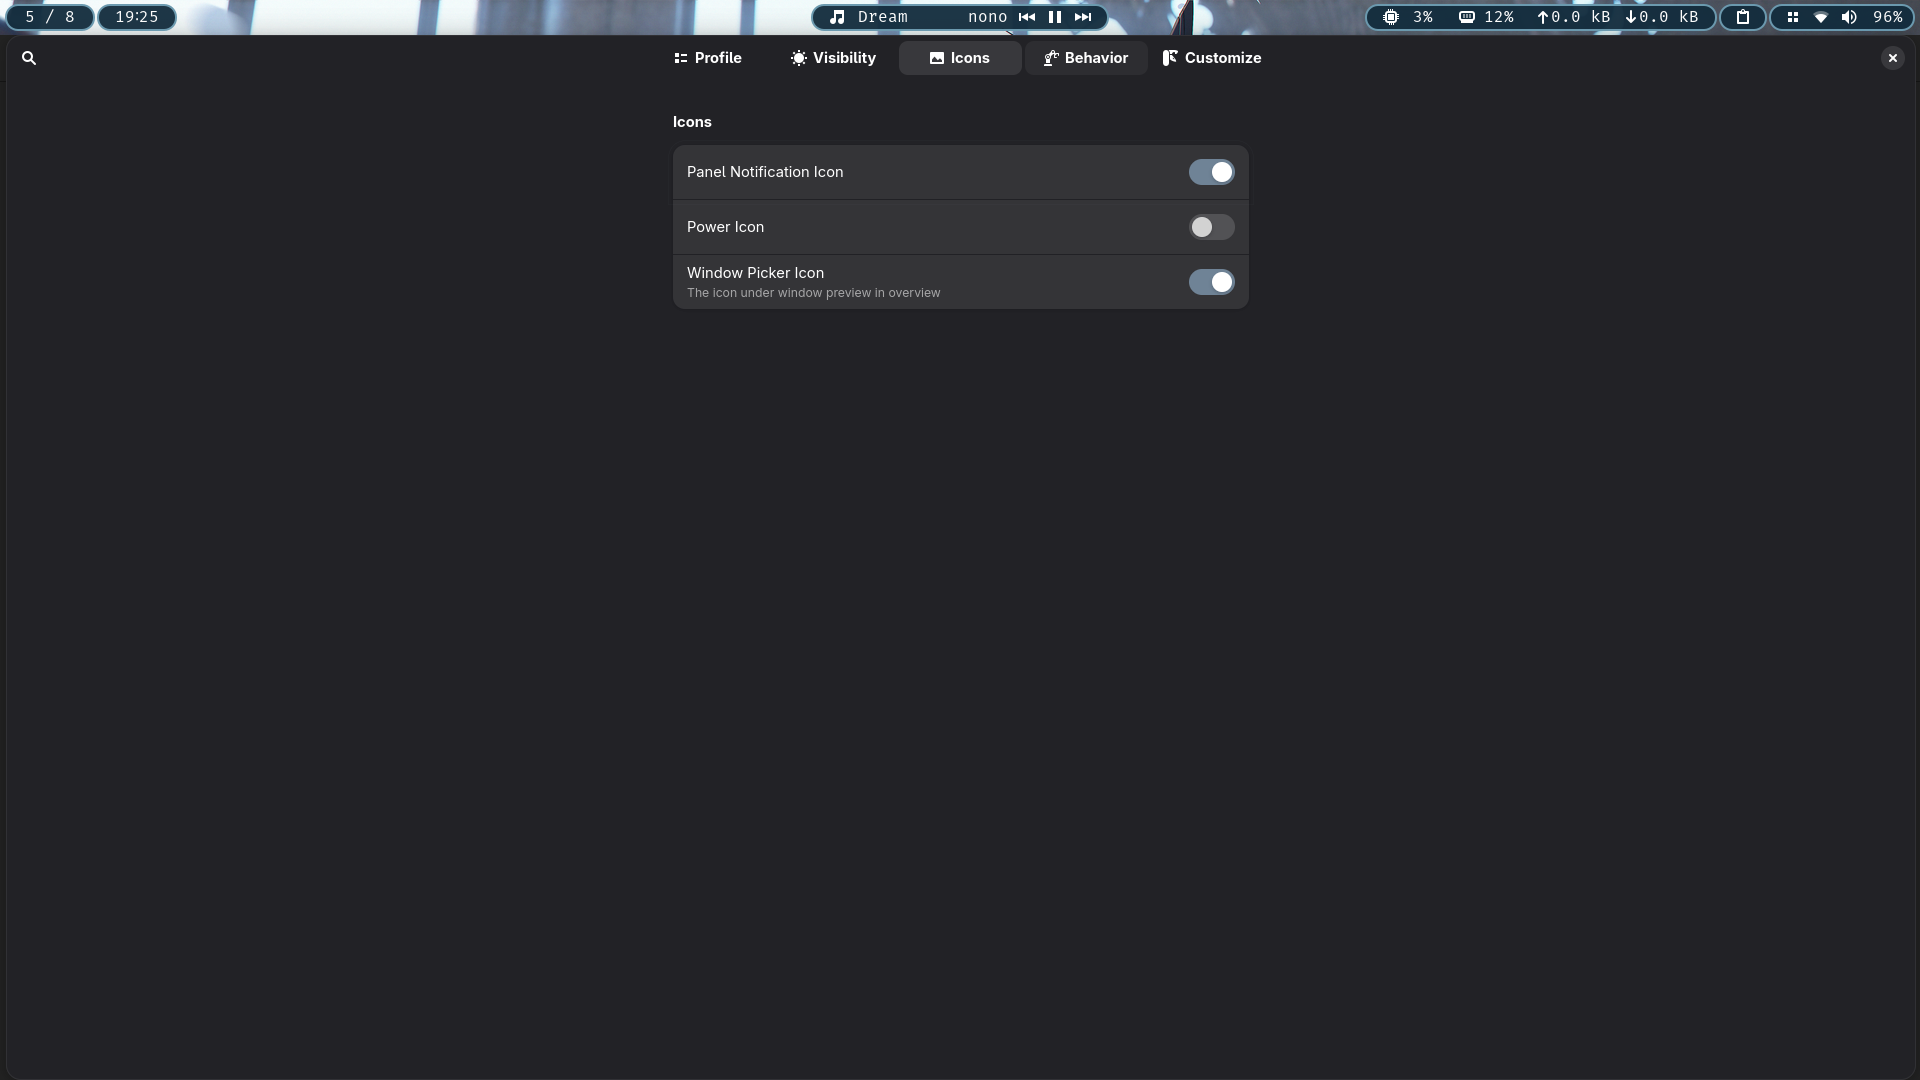 5 / 8
19:25
Dream nono
3% 12% 0.0 kB 0.0 kB
96%
Profile Visibility Icons Behavior Customize
Icons
Panel Notification Icon
Power Icon
Window Picker Icon
The icon under window preview in overview